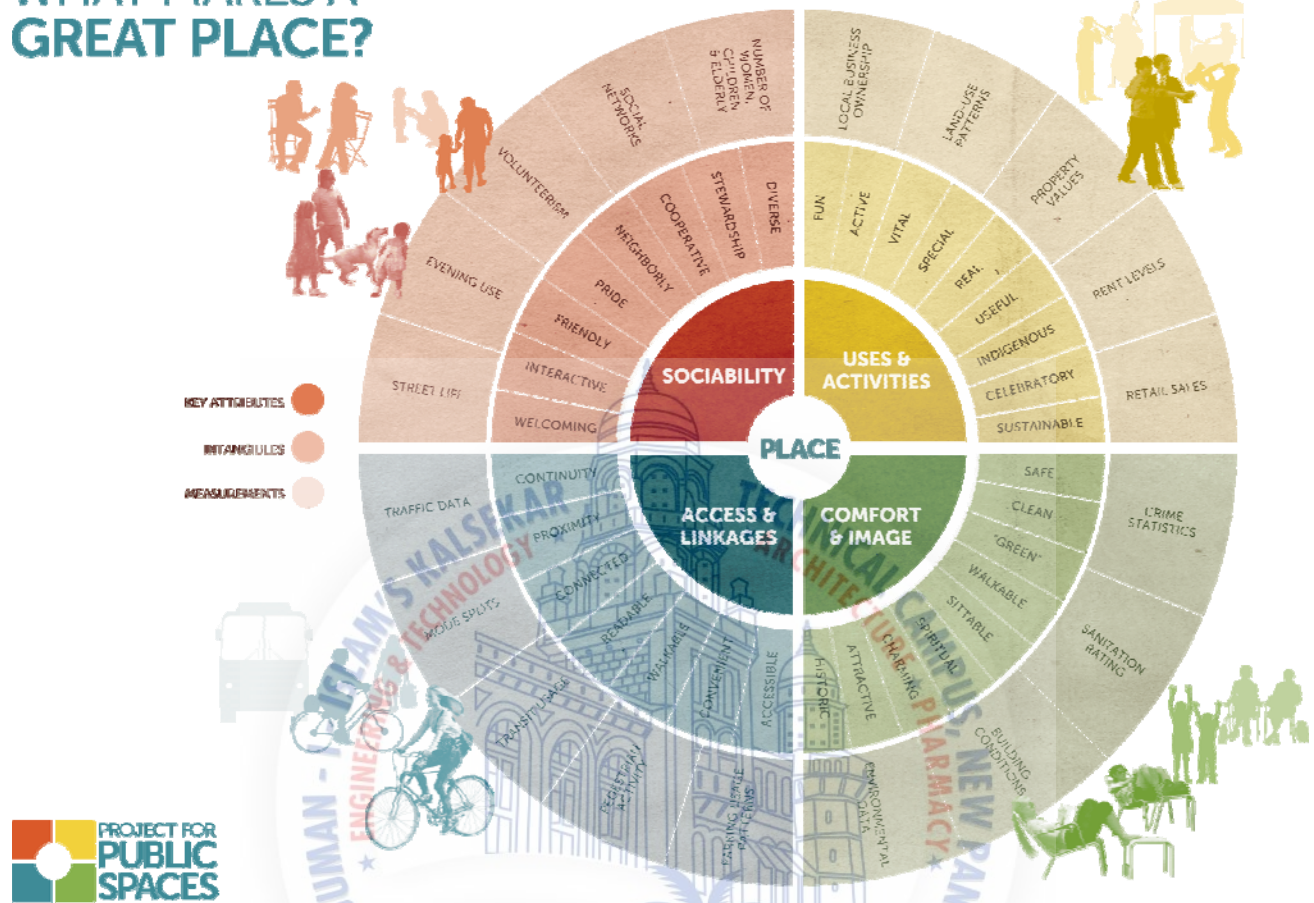 WHAT MAKES A
GREAT PLACE?
NUMBER OF
WOMEN,
CHILDREN
& ELDERLY
SOCIAL
NETWORKS
VOLUNTEERISM
EVENING USE
STREET LIFE
LOCAL BUSINESS
OWNERSHIP
LAND-USE
PATTERNS
PROPERTY
VALUES
RENT LEVELS
RETAIL SALES
DIVERSE
STEWARDSHIP
COOPERATIVE
NEIGHBORLY
PRIDE
FRIENDLY
INTERACTIVE
WELCOMING
FUN
ACTIVE
VITAL
SPECIAL
REAL
USEFUL
INDIGENOUS
CELEBRATORY
SUSTAINABLE
SOCIABILITY
USES &
ACTIVITIES
PLACE
ACCESS &
LINKAGES
COMFORT
& IMAGE
KEY ATTRIBUTES
INTANGIBLES
MEASUREMENTS
CONTINUITY
PROXIMITY
CONNECTED
READABLE
WALKABLE
CONVENIENT
ACCESSIBLE
SAFE
CLEAN
"GREEN"
WALKABLE
SITTABLE
SPIRITUAL
CHARMING
ATTRACTIVE
HISTORIC
TRAFFIC DATA
MODE SPLITS
TRANSIT USAGE
PEDESTRIAN
ACTIVITY
PARKING USAGE
PATTERNS
CRIME
STATISTICS
SANITATION
RATING
BUILDING
CONDITIONS
ENVIRONMENTAL
DATA
JUMAN - I - ISLAM'S KALSEKAR TECHNICAL CAMPUS, NEW PAN
ENGINEERING & TECHNOLOGY ARCHITECTURE PHARMACY
PROJECT FOR
PUBLIC
SPACES